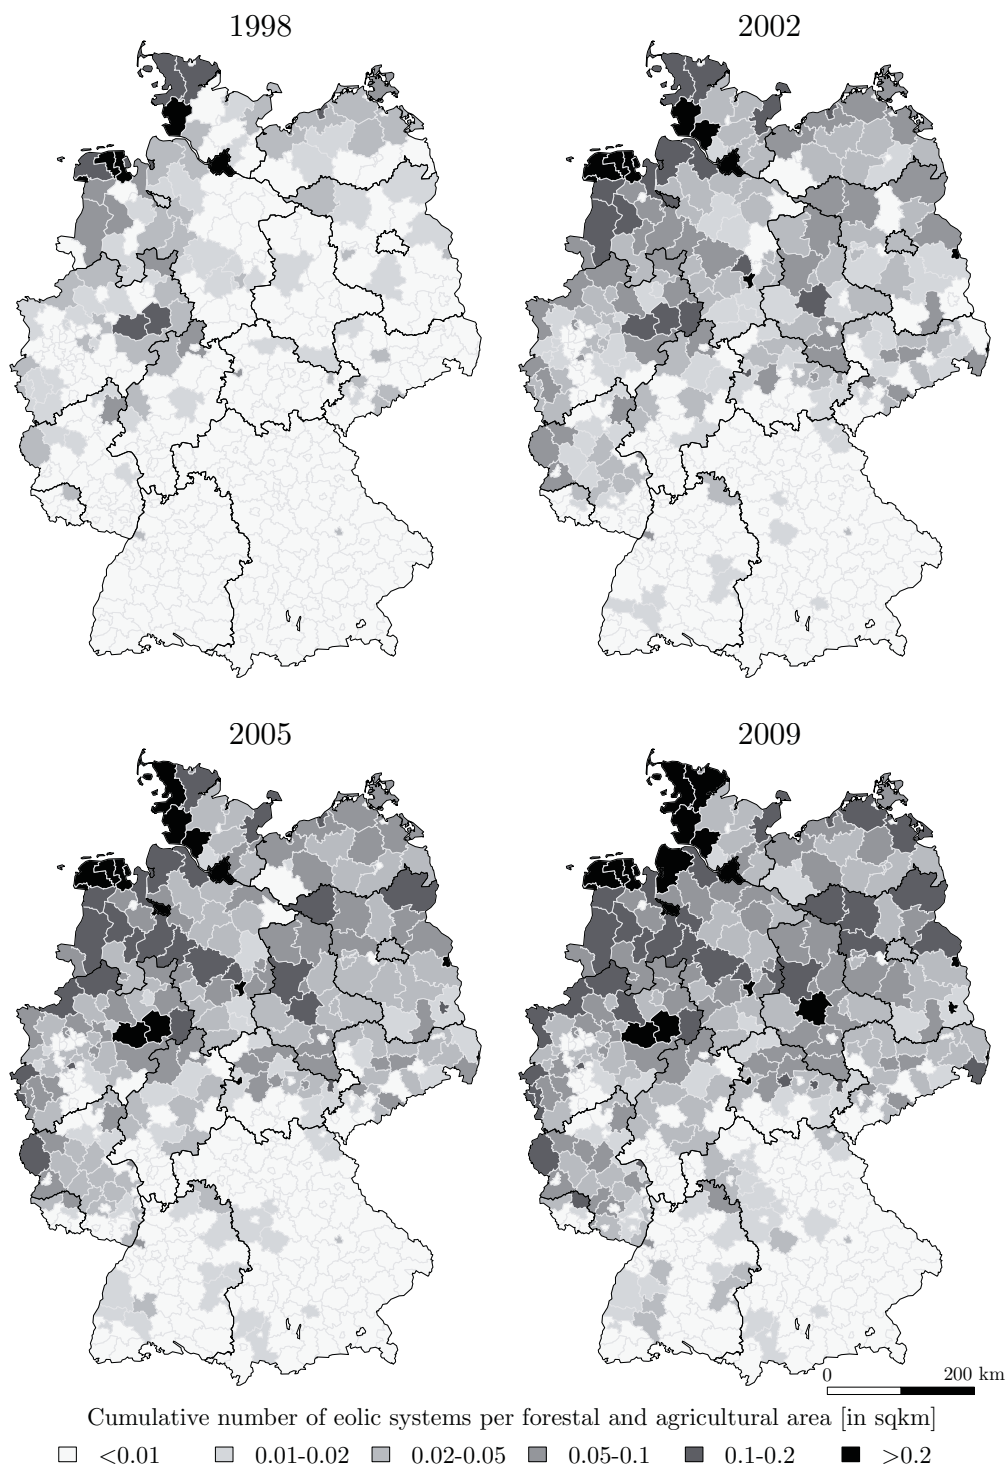 1998
2002
2005
2009
0 200 km
Cumulative number of eolic systems per forestal and agricultural area [in sqkm]
<0.01 0.01-0.02 0.02-0.05 0.05-0.1 0.1-0.2 >0.2